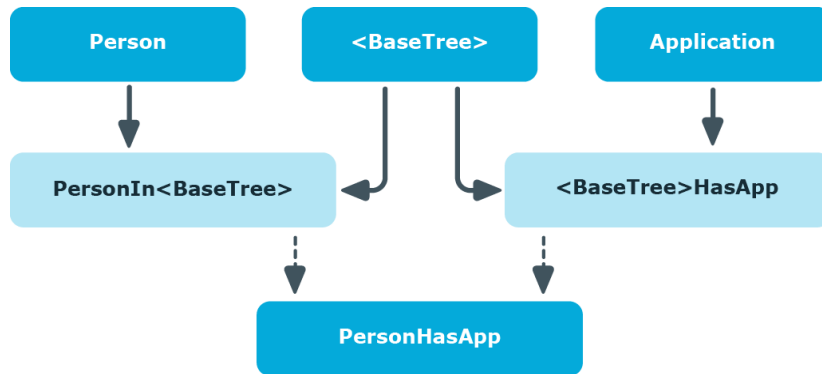 Person
<BaseTree>
Application
PersonIn<BaseTree>
<BaseTree>HasApp
PersonHasApp